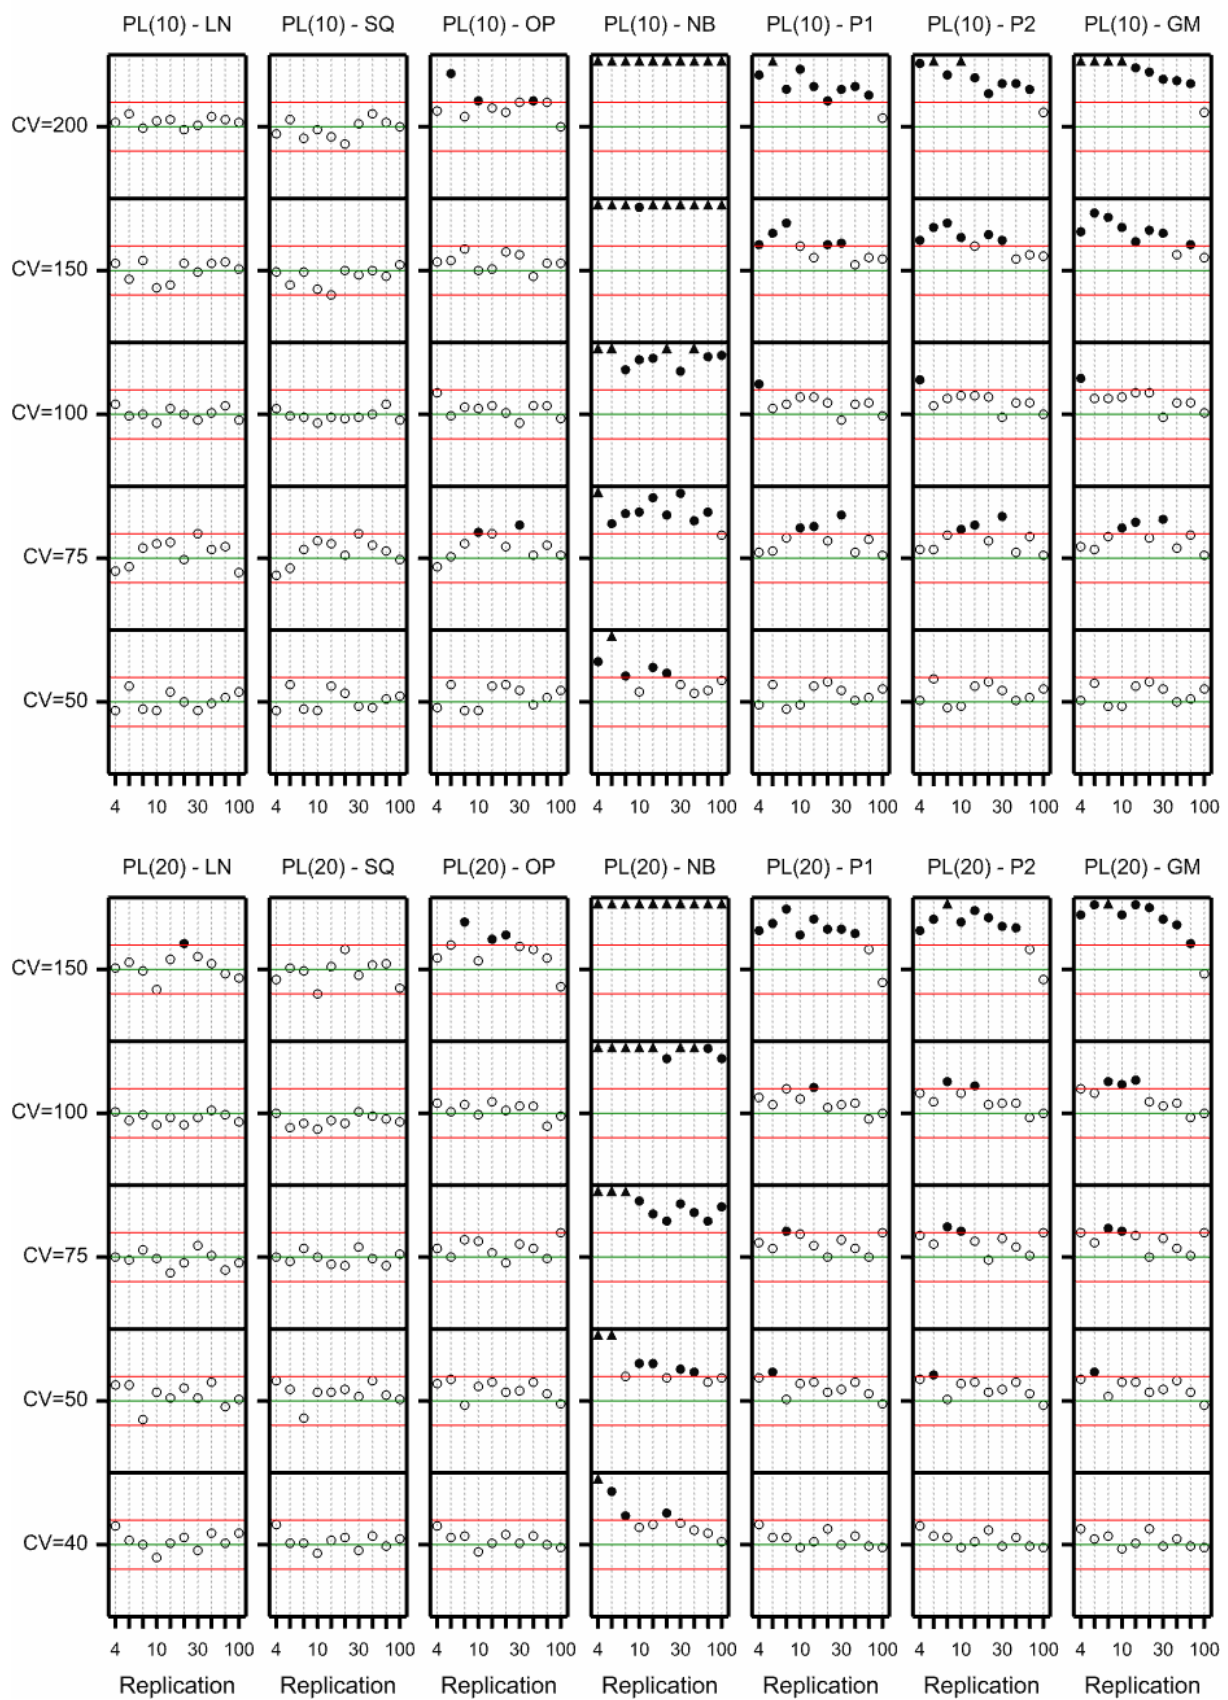 PL(10) - LN PL(10) - SQ PL(10) - OP PL(10) - NB PL(10) - P1 PL(10) - P2 PL(10) - GM
CV=200
CV=150
CV=100
CV=75
CV=50
4 10 30 100 4 10 30 100 4 10 30 100 4 10 30 100 4 10 30 100 4 10 30 100 4 10 30 100
PL(20) - LN PL(20) - SQ PL(20) - OP PL(20) - NB PL(20) - P1 PL(20) - P2 PL(20) - GM
CV=150
CV=100
CV=75
CV=50
CV=40
4 10 30 100 4 10 30 100 4 10 30 100 4 10 30 100 4 10 30 100 4 10 30 100 4 10 30 100
Replication Replication Replication Replication Replication Replication Replication